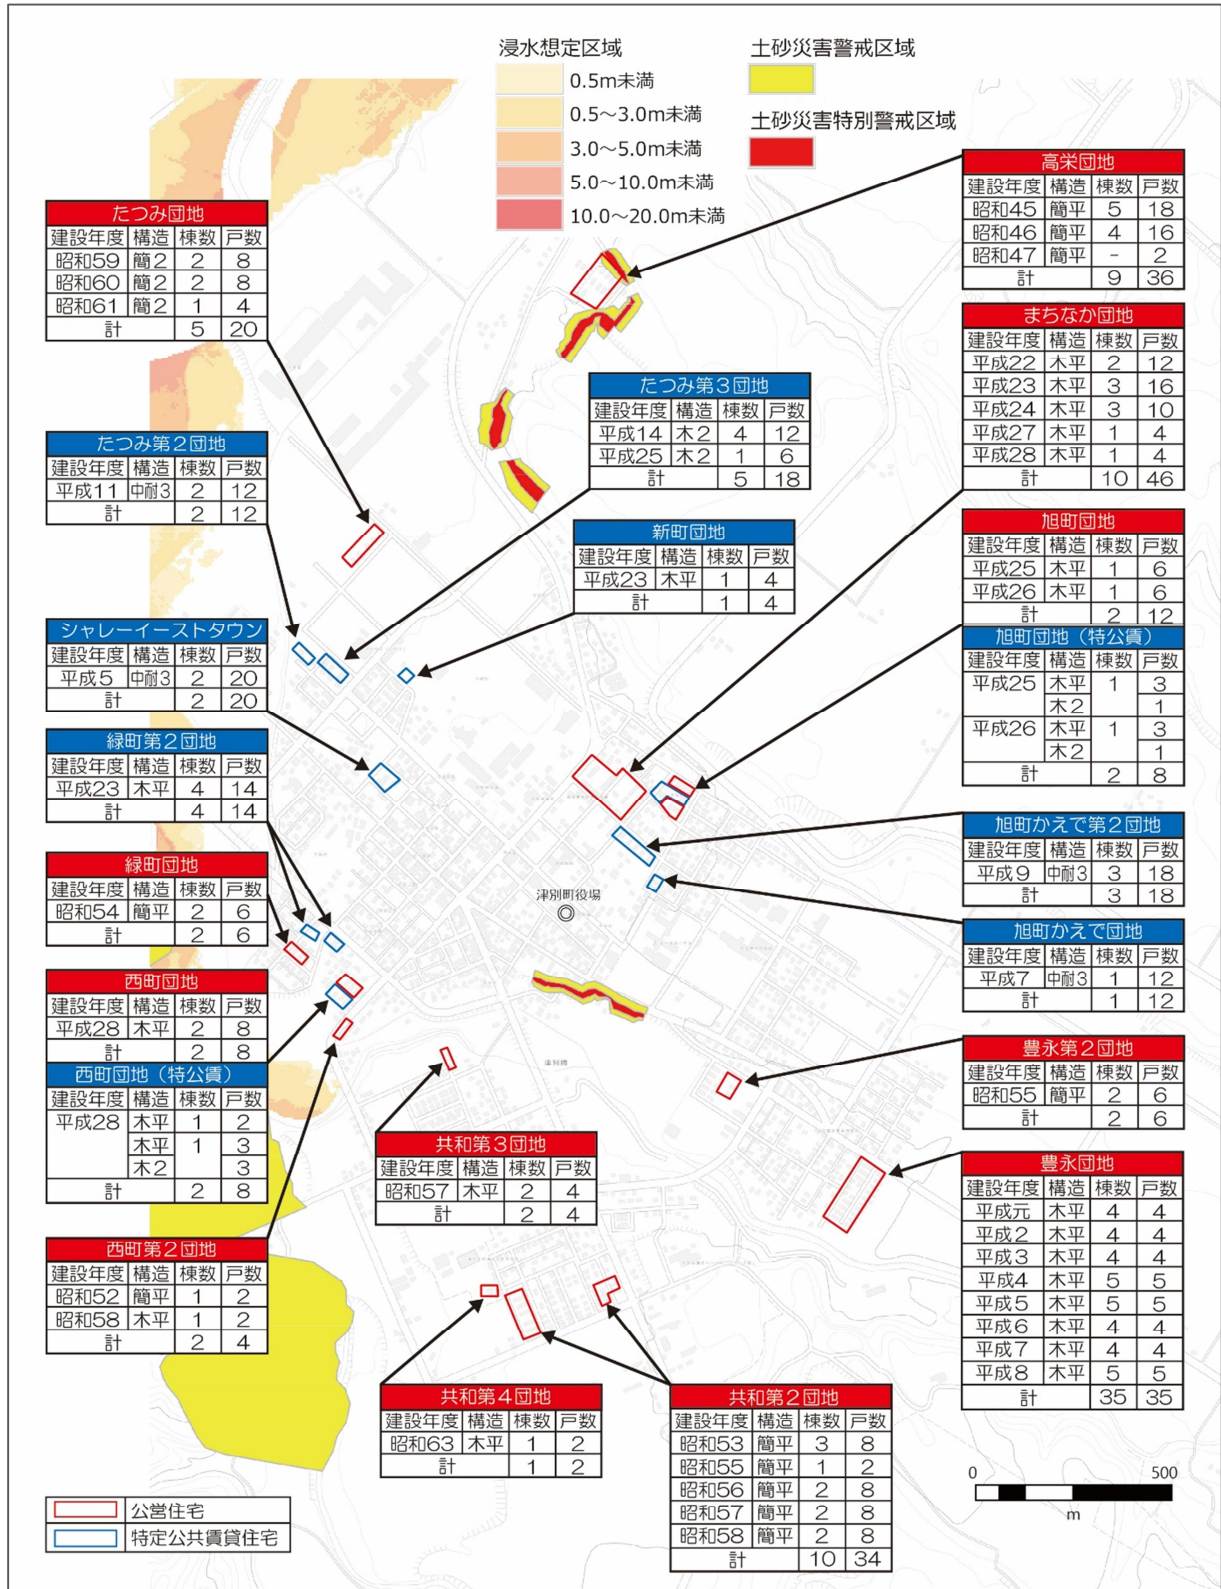 浸水想定区域
0.5m未満
0.5～3.0m未満
3.0～5.0m未満
5.0～10.0m未満
10.0～20.0m未満
土砂災害警戒区域
土砂災害特別警戒区域
たつみ団地
建設年度 構造 棟数 戸数
昭和59 簡2 2 8
昭和60 簡2 2 8
昭和61 簡2 1 4
計 5 20
たつみ第2団地
建設年度 構造 棟数 戸数
平成11 中耐3 2 12
計 2 12
シャレーイーストタウン
建設年度 構造 棟数 戸数
平成5 中耐3 2 20
計 2 20
緑町第2団地
建設年度 構造 棟数 戸数
平成23 木平 4 14
計 4 14
緑町団地
建設年度 構造 棟数 戸数
昭和54 簡平 2 6
計 2 6
西町団地
建設年度 構造 棟数 戸数
平成28 木平 2 8
計 2 8
西町団地（特公賃）
建設年度 構造 棟数 戸数
平成28 木平 1 2
木平 1 3
木2 3
計 2 8
西町第2団地
建設年度 構造 棟数 戸数
昭和52 簡平 1 2
昭和58 木平 1 2
計 2 4
たつみ第3団地
建設年度 構造 棟数 戸数
平成14 木2 4 12
平成25 木2 1 6
計 5 18
新町団地
建設年度 構造 棟数 戸数
平成23 木平 1 4
計 1 4
津別町役場
共和第3団地
建設年度 構造 棟数 戸数
昭和57 木平 2 4
計 2 4
共和第4団地
建設年度 構造 棟数 戸数
昭和63 木平 1 2
計 1 2
共和第2団地
建設年度 構造 棟数 戸数
昭和53 簡平 3 8
昭和55 簡平 1 2
昭和56 簡平 2 8
昭和57 簡平 2 8
昭和58 簡平 2 8
計 10 34
高栄団地
建設年度 構造 棟数 戸数
昭和45 簡平 5 18
昭和46 簡平 4 16
昭和47 簡平 - 2
計 9 36
まちなか団地
建設年度 構造 棟数 戸数
平成22 木平 2 12
平成23 木平 3 16
平成24 木平 3 10
平成27 木平 1 4
平成28 木平 1 4
計 10 46
旭町団地
建設年度 構造 棟数 戸数
平成25 木平 1 6
平成26 木平 1 6
計 2 12
旭町団地（特公賃）
建設年度 構造 棟数 戸数
平成25 木平 1 3
木2 1
平成26 木平 1 3
木2 1
計 2 8
旭町かえで第2団地
建設年度 構造 棟数 戸数
平成9 中耐3 3 18
計 3 18
旭町かえで団地
建設年度 構造 棟数 戸数
平成7 中耐3 1 12
計 1 12
豊永第2団地
建設年度 構造 棟数 戸数
昭和55 簡平 2 6
計 2 6
豊永団地
建設年度 構造 棟数 戸数
平成元 木平 4 4
平成2 木平 4 4
平成3 木平 4 4
平成4 木平 5 5
平成5 木平 5 5
平成6 木平 4 4
平成7 木平 4 4
平成8 木平 5 5
計 35 35
0 500
m
公営住宅
特定公共賃貸住宅